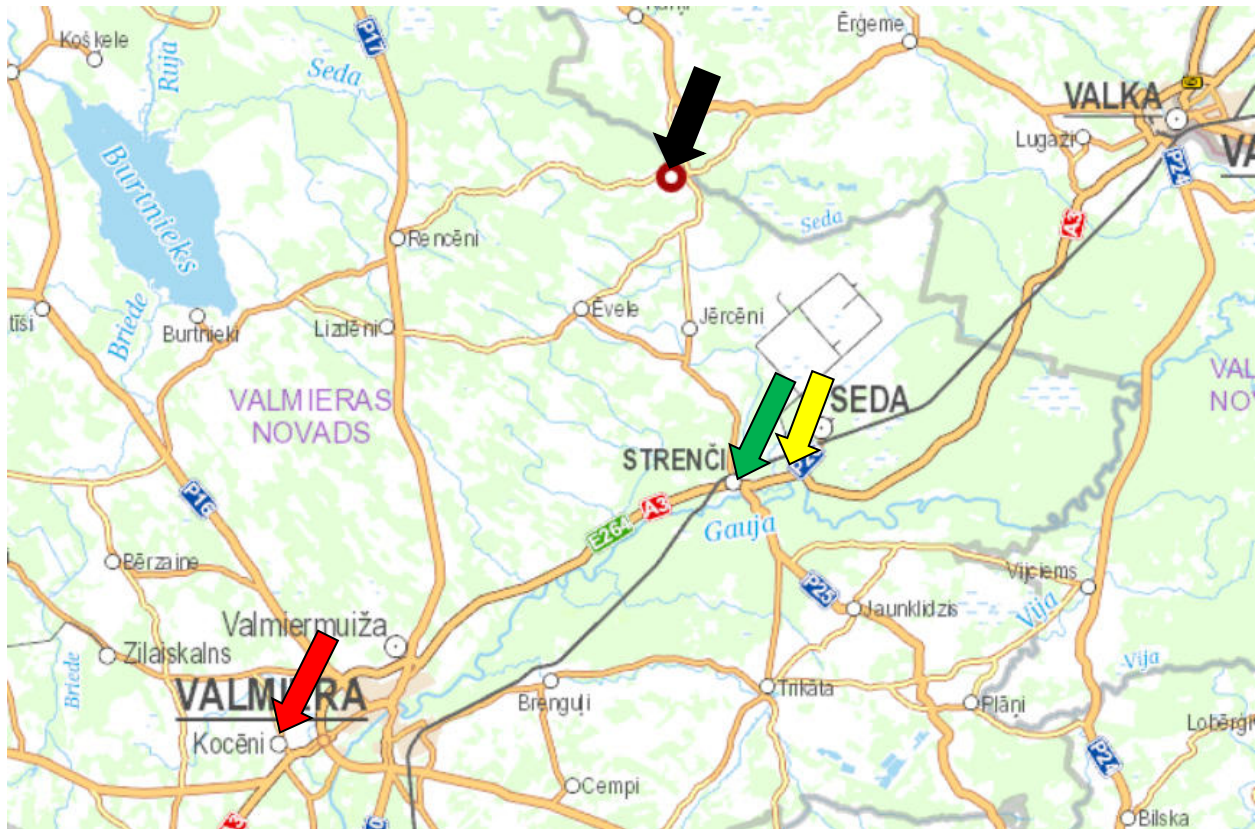 Koškele
Ruja
P17
Seda
Ērģeme
VALKA
Lugaži
P24
A3
Burtnieks
Rencēni
Seda
Briede
Burtnieki
Lizdēni
Ēvele
Jērcēni
VALMIERAS
NOVADS
SEDA
STRENČI
P16
E264
A3
Gauja
Bērzaine
P25
Vijciems
Jaunklidzis
Vija
Valmiermuiža
Zilaiskalns
Briede
VALMIERA
Kocēni
Brenguļi
Trikāta
Plāņi
Vija
P24
Cempi
Bilska